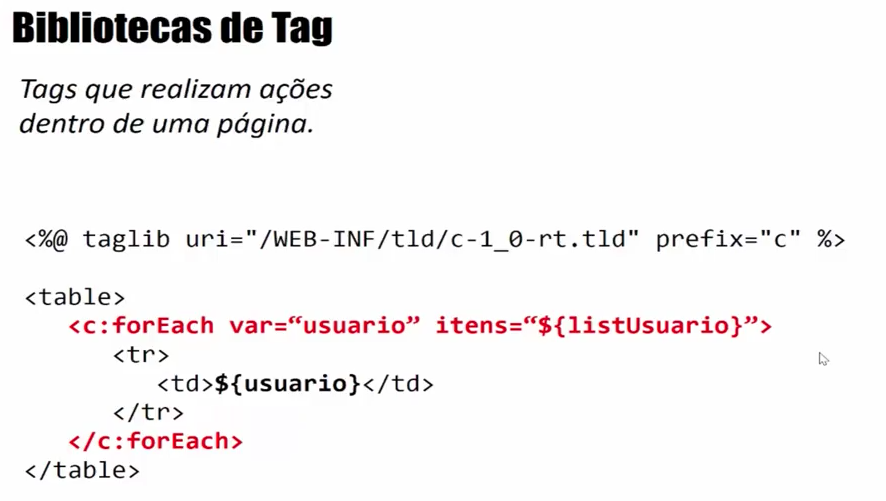 Bibliotecas de Tag
Tags que realizam ações
dentro de uma página.
<%@ taglib uri="/WEB-INF/tld/c-1_0-rt.tld" prefix="c" %>
<table>
<c:forEach var=“usuario” itens=“${listUsuario}”>
<tr>
<td>${usuario}</td>
</tr>
</c:forEach>
</table>